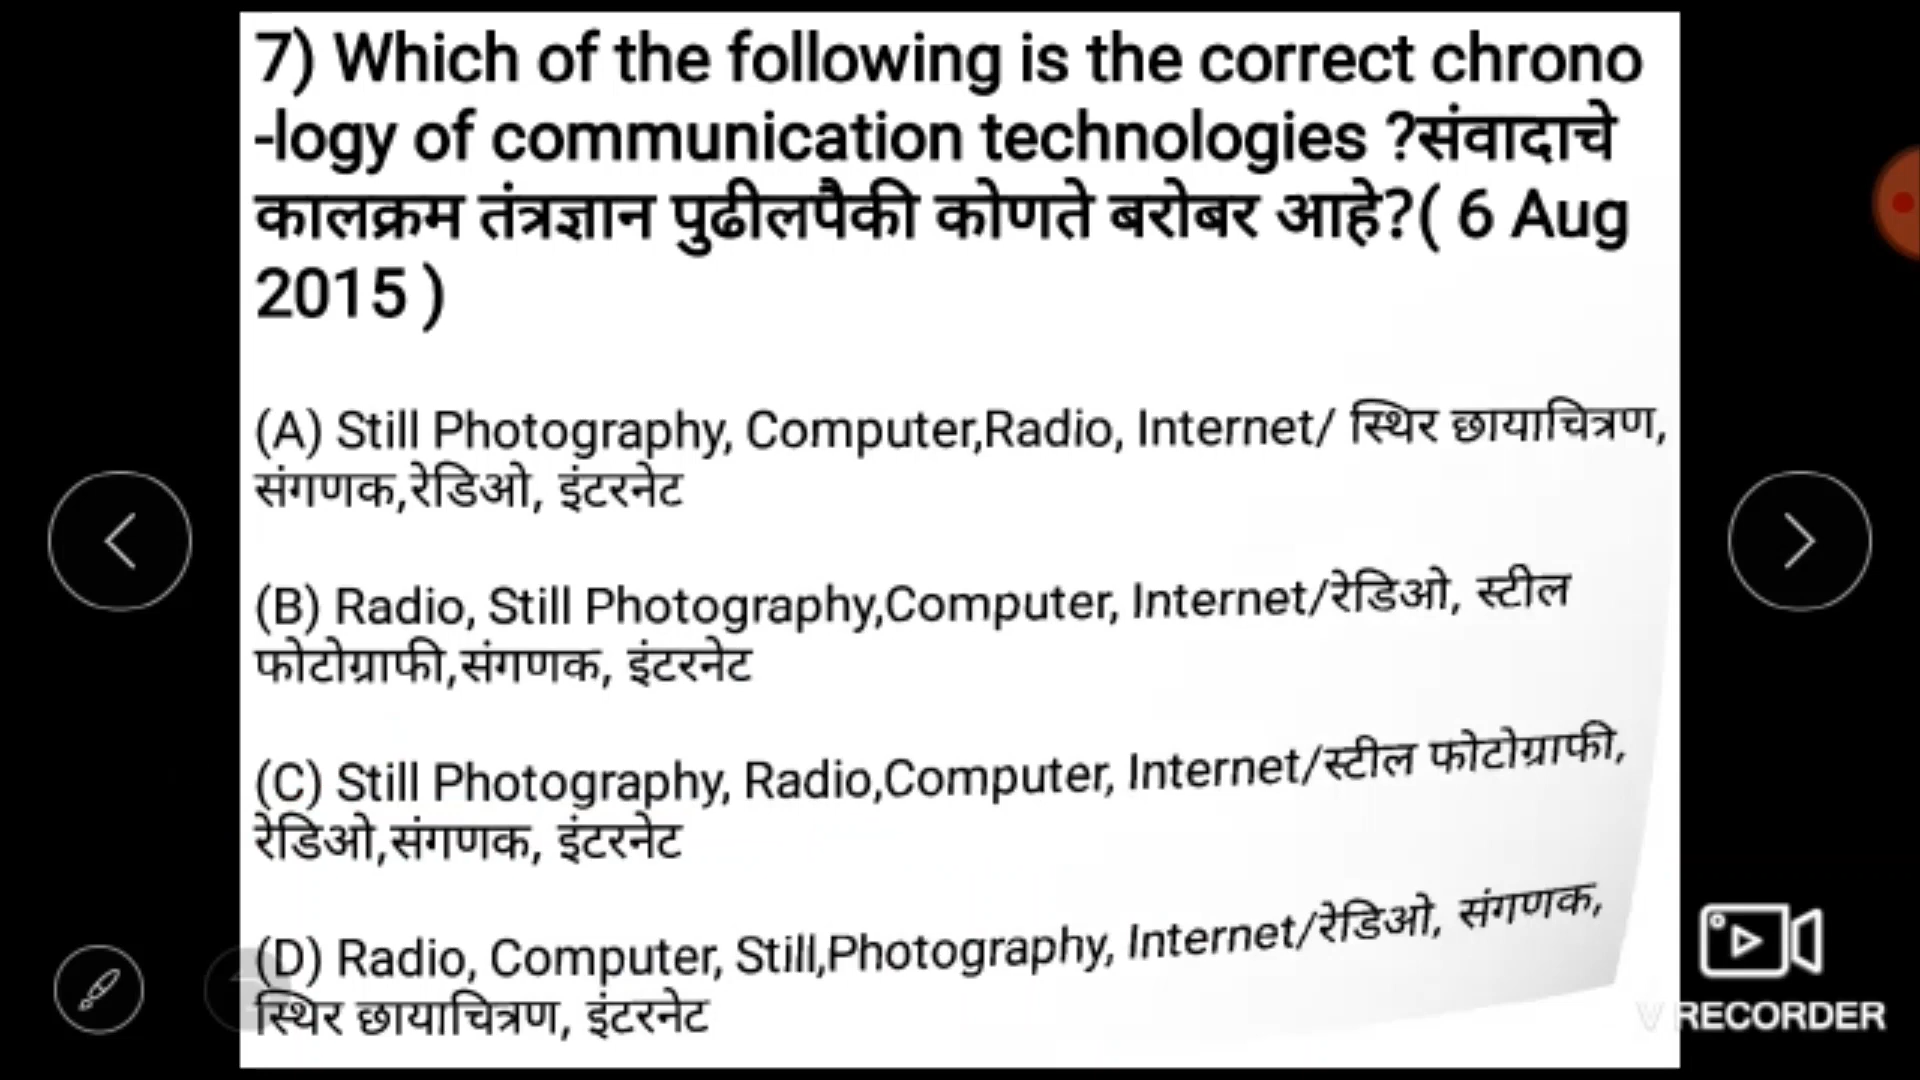 7) Which of the following is the correct chrono
-logy of communication technologies ?संवादाचे
कालक्रम तंत्रज्ञान पुढीलपैकी कोणते बरोबर आहे?( 6 Aug
2015 )
(A) Still Photography, Computer,Radio, Internet/ स्थिर छायाचित्रण,
संगणक,रेडिओ, इंटरनेट
(B) Radio, Still Photography,Computer, Internet/रेडिओ, स्टील
फोटोग्राफी,संगणक, इंटरनेट
(C) Still Photography, Radio,Computer, Internet/स्टील फोटोग्राफी,
रेडिओ,संगणक, इंटरनेट
(D) Radio, Computer, Still,Photography, Internet/रेडिओ, संगणक,
स्थिर छायाचित्रण, इंटरनेट
V RECORDER